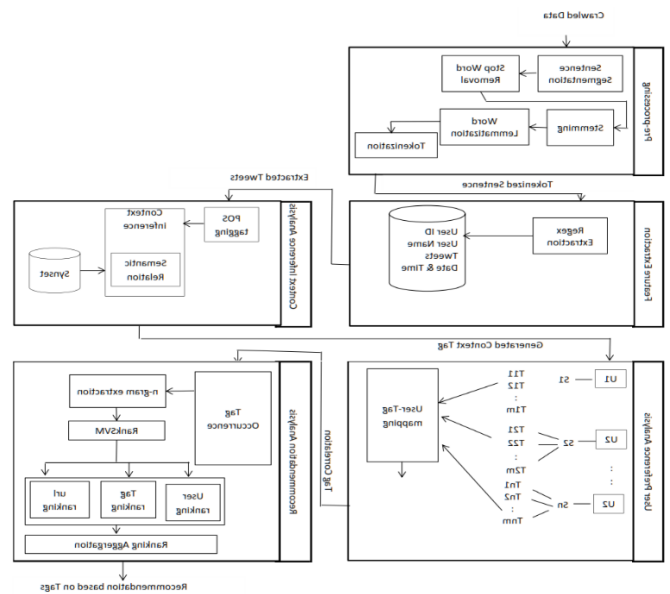 Crawled Data
Pre-processing
Sentence
Segmentation
Stop Word
Removal
Stemming
Word
Lemmatization
Tokenization
Tokenized Sentence
Feature Extraction
Regex
Extraction
User ID
User Name
Tweets
Date & Time
Extracted Tweets
Context Inference Anaylysis
POS
tagging
Context
Inference
Semantic
Relation
Synset
Generated Context Tag
User Preference Analysis
U1
S1
T11
T12
:
T1m
U2
S2
T21
T22
:
T2m
:
:
U2
Sn
Tn1
Tn2
:
Tnm
User-Tag
mapping
Tag Correlation
Recommendation Anaylysis
Tag
Occurrence
n-gram extraction
RankSVM
User
ranking
Tag
ranking
url
ranking
Ranking Aggergation
Recommendation based on Tags